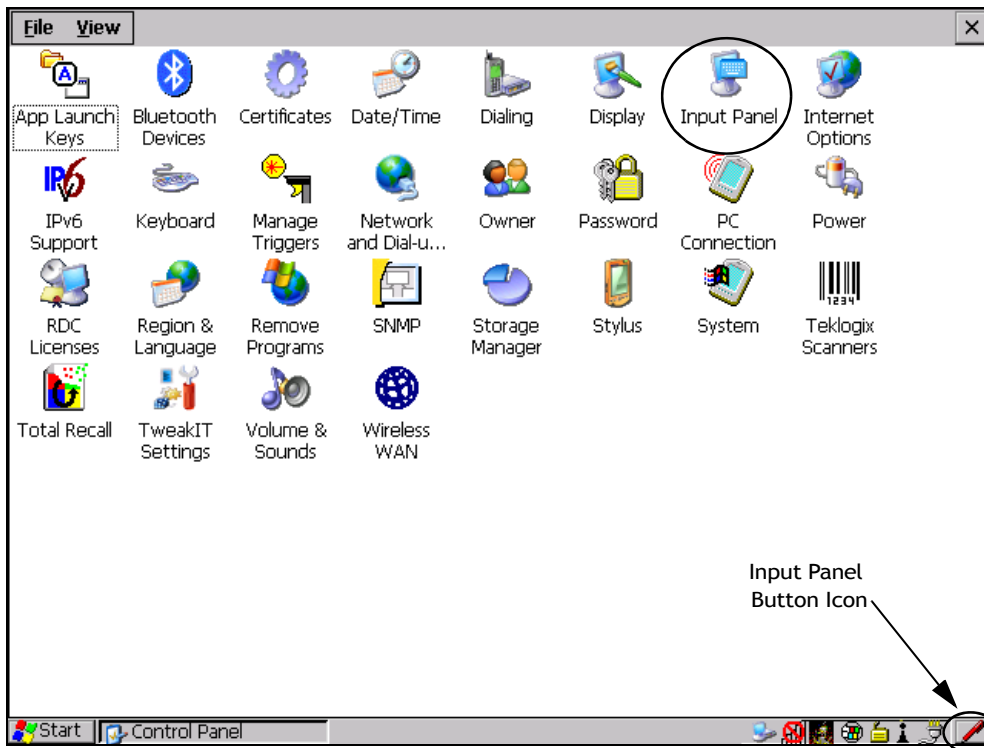 File View
App Launch Keys
Bluetooth Devices
Certificates
Date/Time
Dialing
Display
Input Panel
Internet Options
IPv6
IPv6 Support
Keyboard
Manage Triggers
Network and Dial-u...
Owner
Password
PC Connection
Power
RDC Licenses
Region & Language
Remove Programs
SNMP
Storage Manager
Stylus
System
1234
Teklogix Scanners
Total Recall
TweakIT Settings
Volume & Sounds
Wireless WAN
Input Panel
Button Icon
Start Control Panel